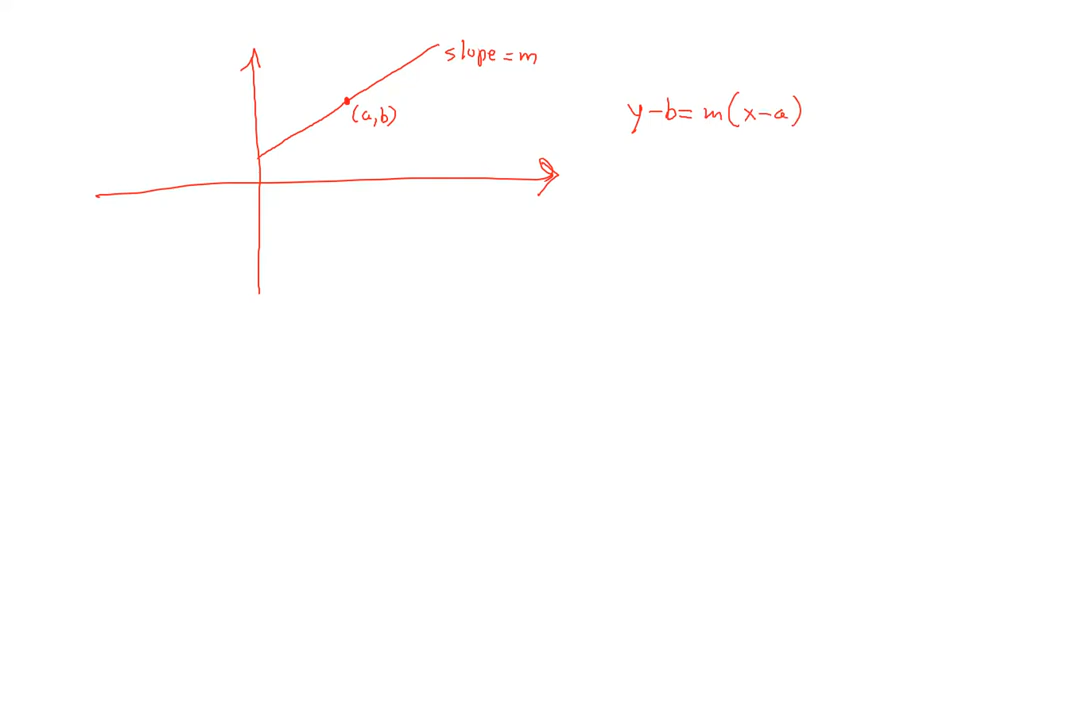 slope = m
(a,b)
y-b= m(x-a)